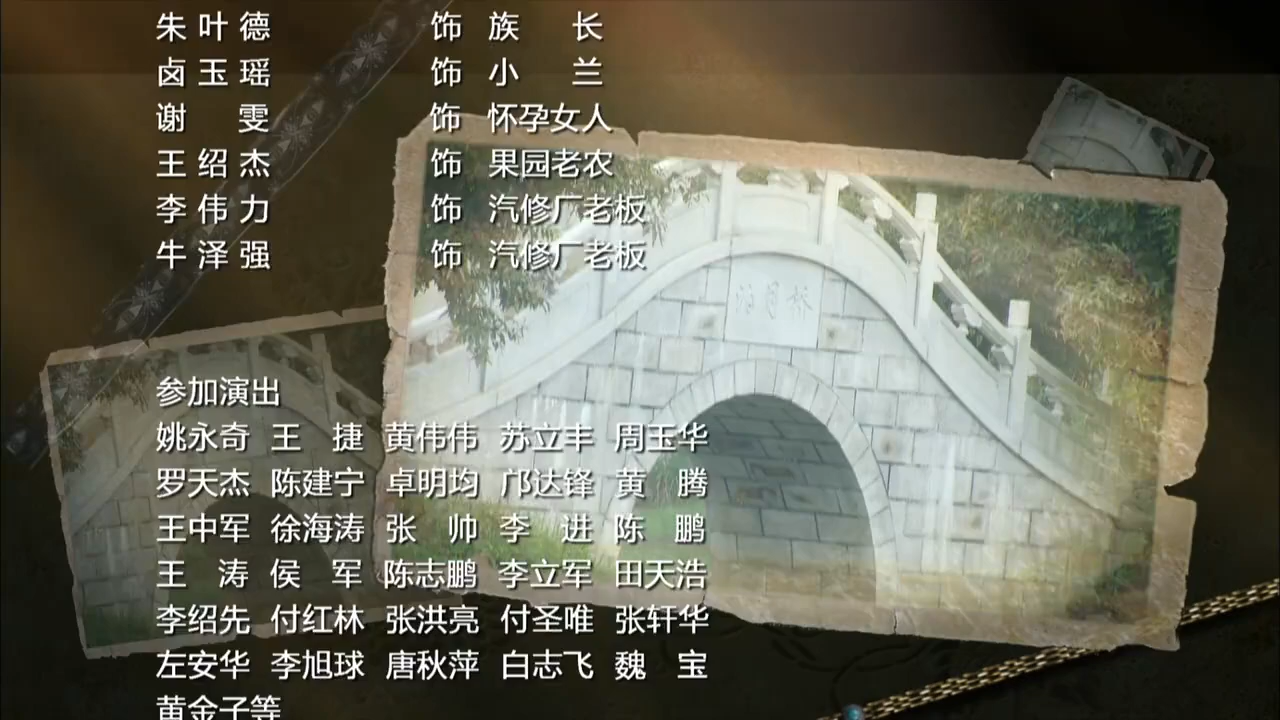 朱叶德 饰 族长
卤玉瑶 饰 小兰
谢雯 饰 怀孕女人
王绍杰 饰 果园老农
李伟力 饰 汽修厂老板
牛泽强 饰 汽修厂老板
参加演出
姚永奇 王捷 黄伟伟 苏立丰 周玉华
罗天杰 陈建宁 卓明均 邝达锋 黄腾
王中军 徐海涛 张帅 李进 陈鹏
王涛 侯军 陈志鹏 李立军 田天浩
李绍先 付红林 张洪亮 付圣唯 张轩华
左安华 李旭球 唐秋萍 白志飞 魏宝
黄金子等